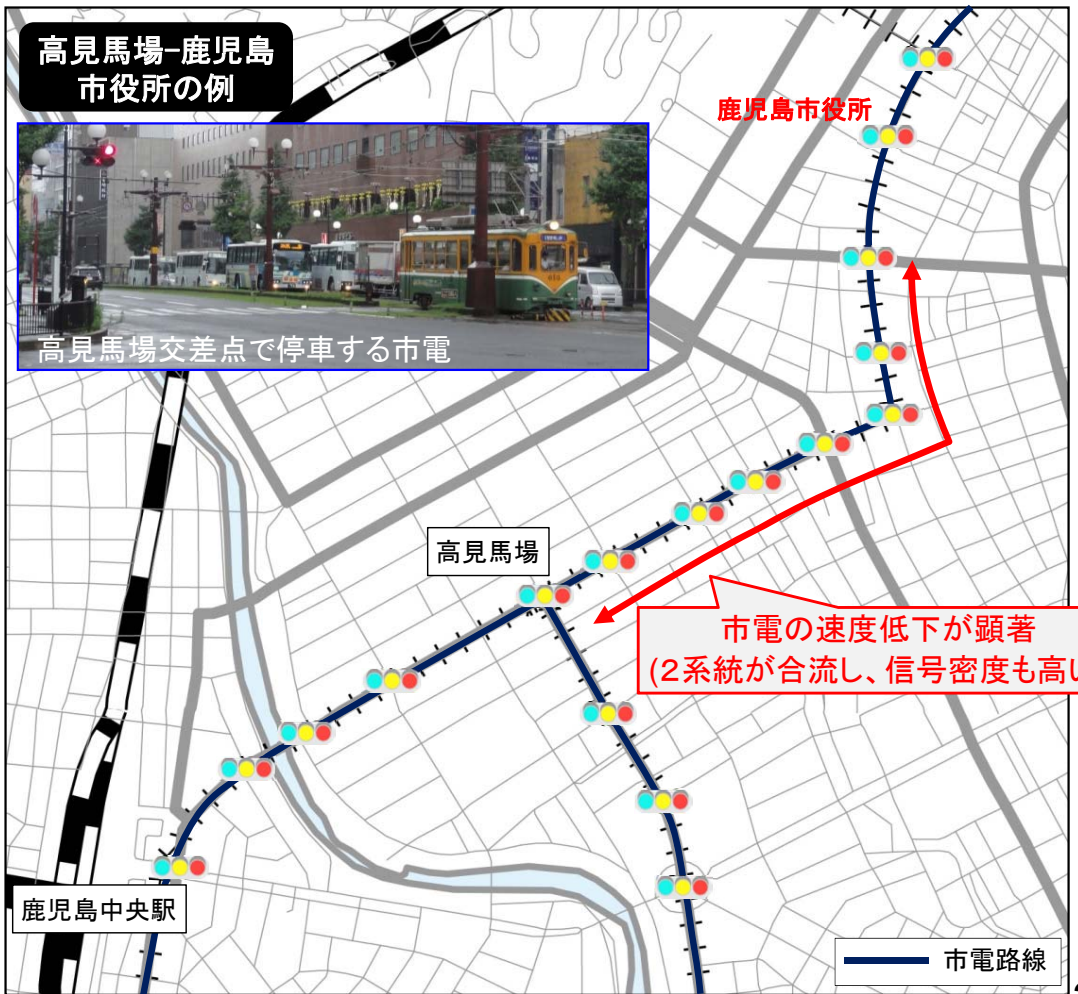 高見馬場-鹿児島
市役所の例
鹿児島市役所
高見馬場交差点で停車する市電
高見馬場
市電の速度低下が顕著
(2系統が合流し、信号密度も高い
鹿児島中央駅
市電路線